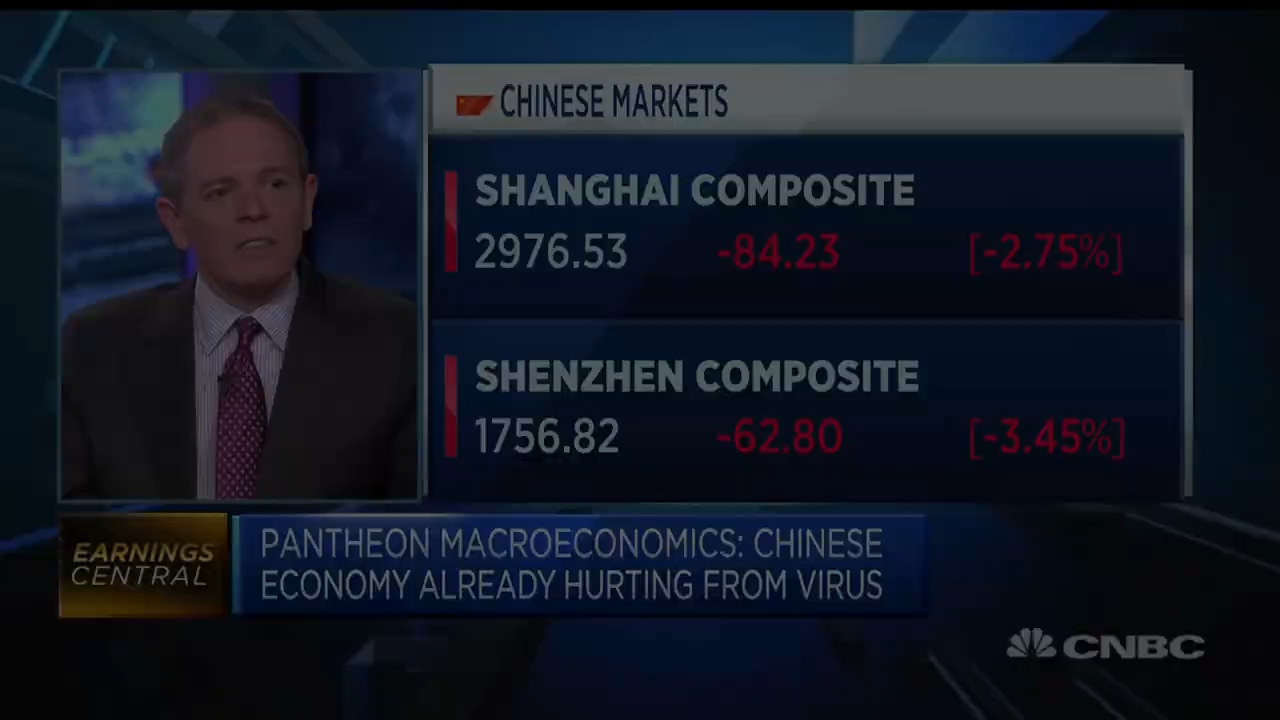 CHINESE MARKETS
SHANGHAI COMPOSITE
2976.53 -84.23 [-2.75%]
SHENZHEN COMPOSITE
1756.82 -62.80 [-3.45%]
EARNINGS
CENTRAL
PANTHEON MACROECONOMICS: CHINESE
ECONOMY ALREADY HURTING FROM VIRUS
CNBC